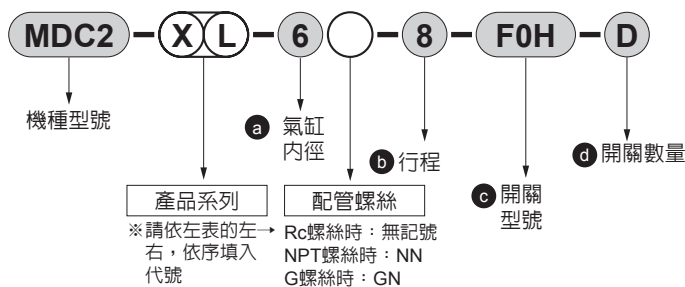 MDC2-XL-6 -8-F0H-D
機種型號
a 氣缸
内徑
b 行程
c 開關
型號
d 開關數量
產品系列
※請依左表的左→
右，依序填入
代號
配管螺絲
Rc螺絲時：無記號
NPT螺絲時：NN
G螺絲時：GN